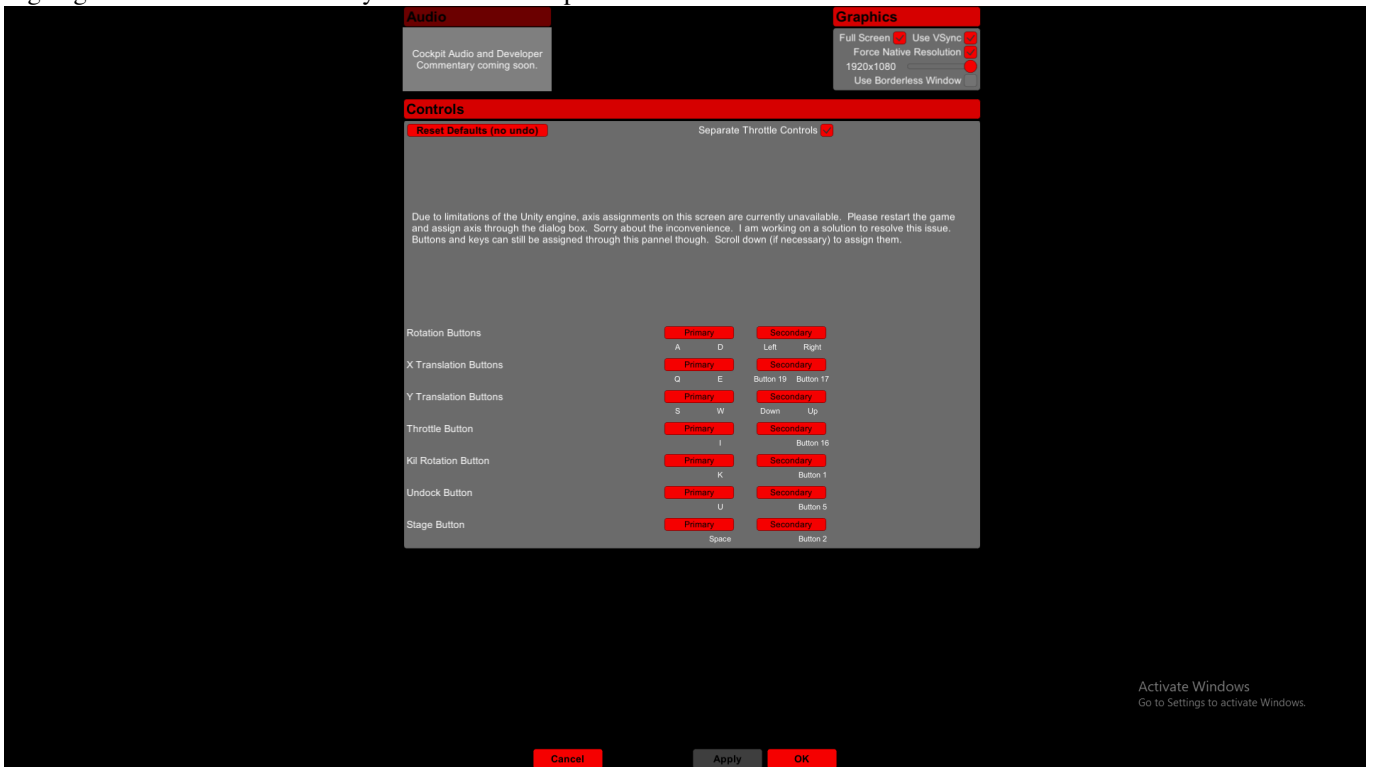 Audio
Graphics
Full Screen Use VSync
Cockpit Audio and Developer
Commentary coming soon.
Force Native Resolution
1920x1080
Use Borderless Window
Controls
Reset Defaults (no undo)
Separate Throttle Controls
Due to limitations of the Unity engine, axis assignments on this screen are currently unavailable. Please restart the game
and assign axis through the dialog box. Sorry about the inconvenience. I am working on a solution to resolve this issue.
Buttons and keys can still be assigned through this pannel though. Scroll down (if necessary) to assign them.
Rotation Buttons Primary Secondary
A D Left Right
X Translation Buttons Primary Secondary
Q E Button 19 Button 17
Y Translation Buttons Primary Secondary
S W Down Up
Throttle Button Primary Secondary
I Button 16
Kil Rotation Button Primary Secondary
K Button 1
Undock Button Primary Secondary
U Button 5
Stage Button Primary Secondary
Space Button 2
Activate Windows
Go to Settings to activate Windows.
Cancel Apply OK